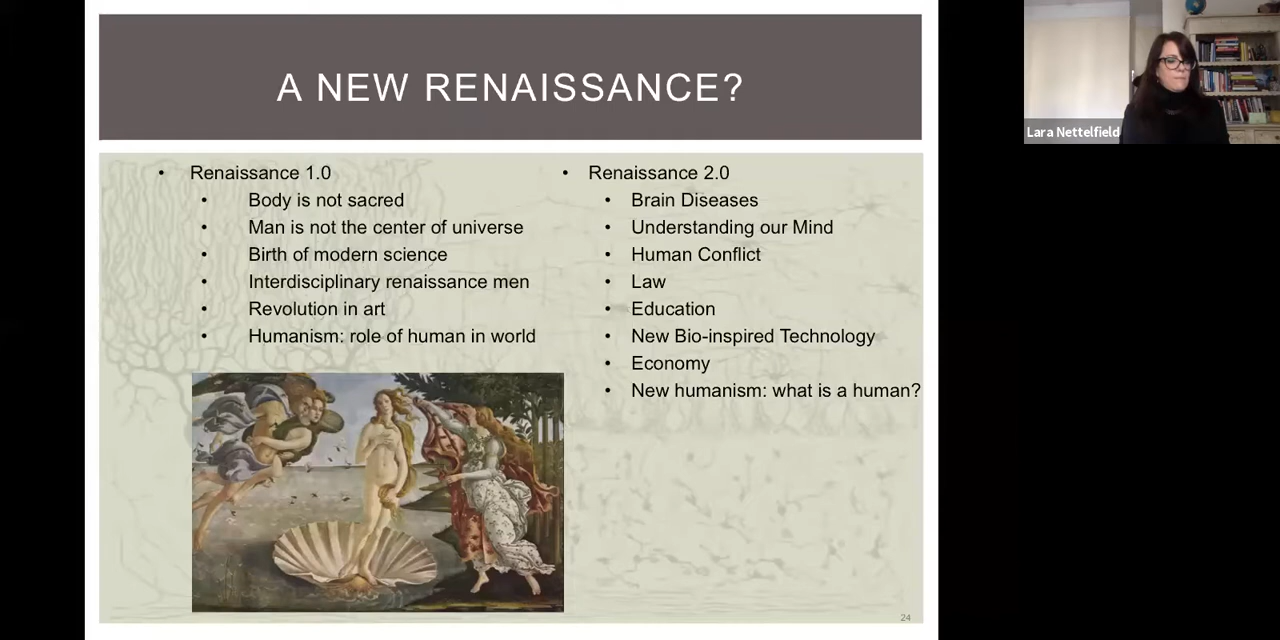 A NEW RENAISSANCE?
• Renaissance 1.0
• Body is not sacred
• Man is not the center of universe
• Birth of modern science
• Interdisciplinary renaissance men
• Revolution in art
• Humanism: role of human in world
• Renaissance 2.0
• Brain Diseases
• Understanding our Mind
• Human Conflict
• Law
• Education
• New Bio-inspired Technology
• Economy
• New humanism: what is a human?
24
Lara Nettelfield